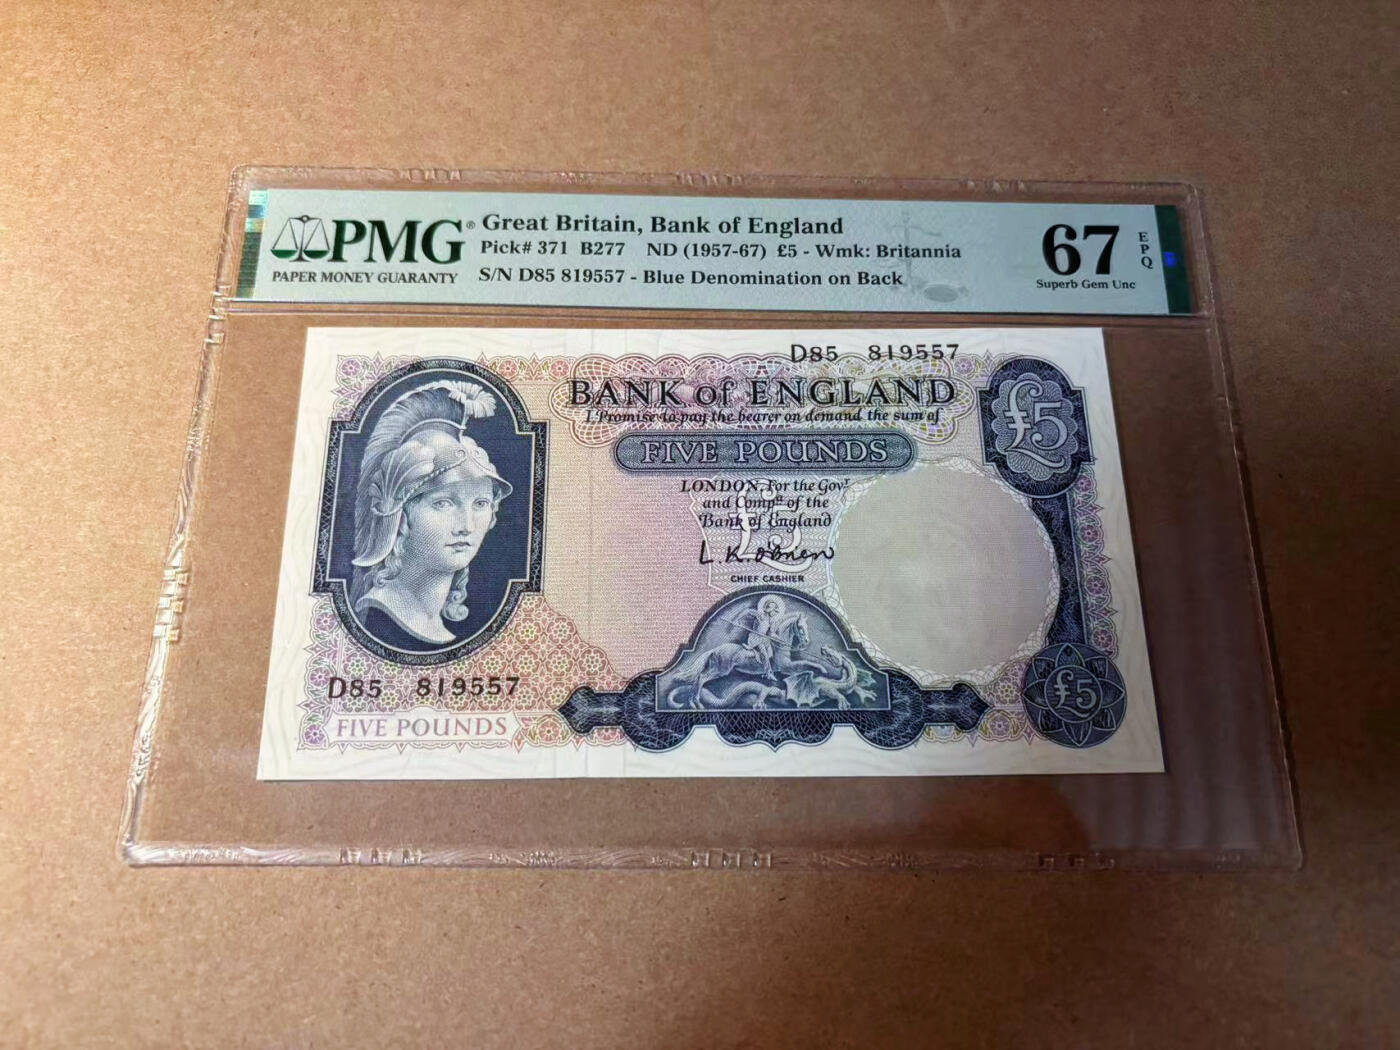 PMG®
PAPER MONEY GUARANTY
Great Britain, Bank of England
Pick# 371 B277 ND (1957-67) £5 - Wmk: Britannia
S/N D85 819557 - Blue Denomination on Back
67
EPQ
Superb Gem Unc
D85 819557
BANK of ENGLAND
I Promise to pay the bearer on demand the sum of
FIVE POUNDS
£5
LONDON, For the Govr
and Compa of the
Bank of England
£5
L.K. O'Brien
CHIEF CASHIER
D85 819557
FIVE POUNDS
£5